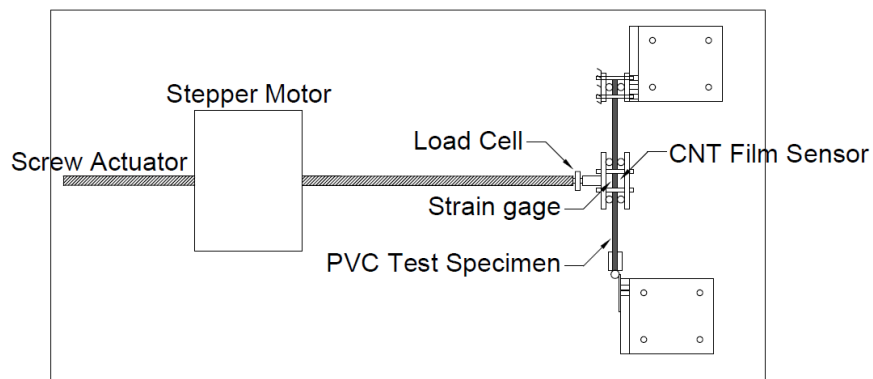 Stepper Motor
Load Cell
CNT Film Sensor
Screw Actuator
Strain gage
PVC Test Specimen